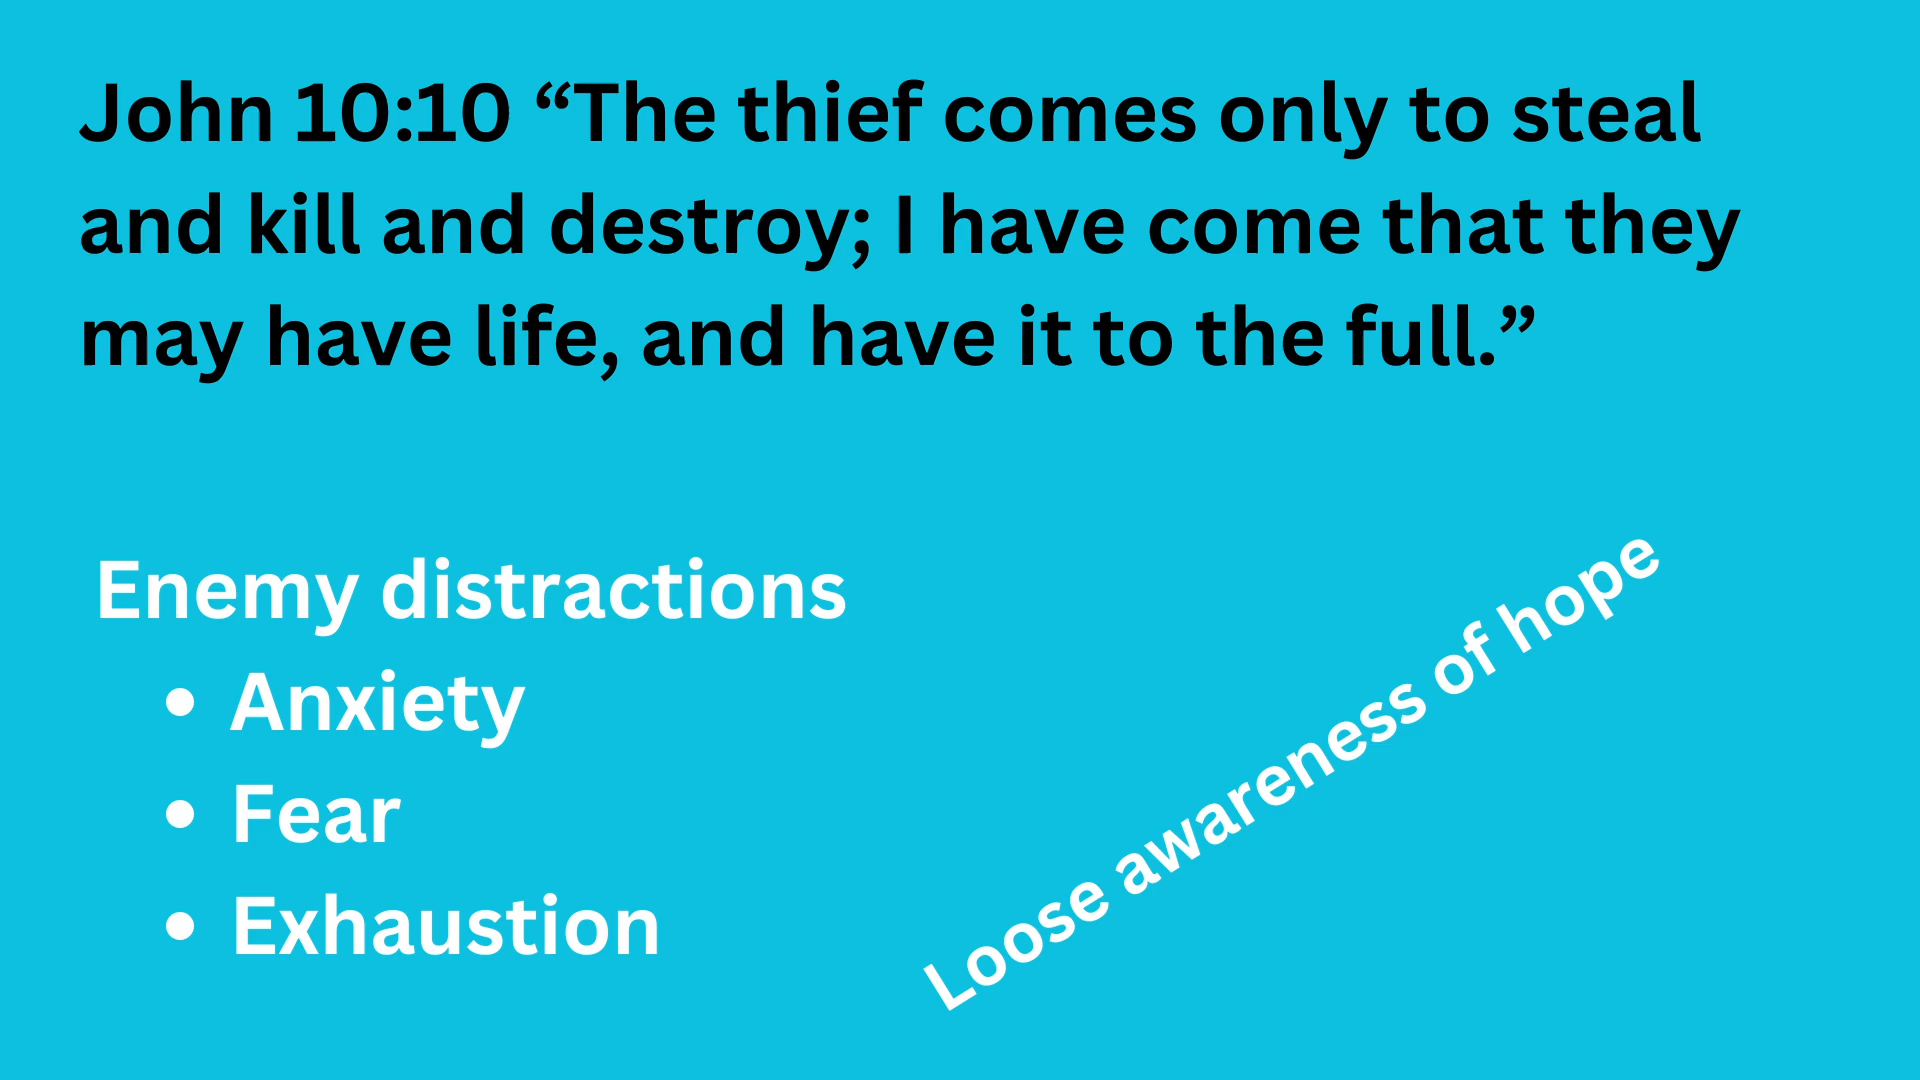 John 10:10 “The thief comes only to steal
and kill and destroy; I have come that they
may have life, and have it to the full.”
Enemy distractions
• Anxiety
• Fear
• Exhaustion
Loose awareness of hope